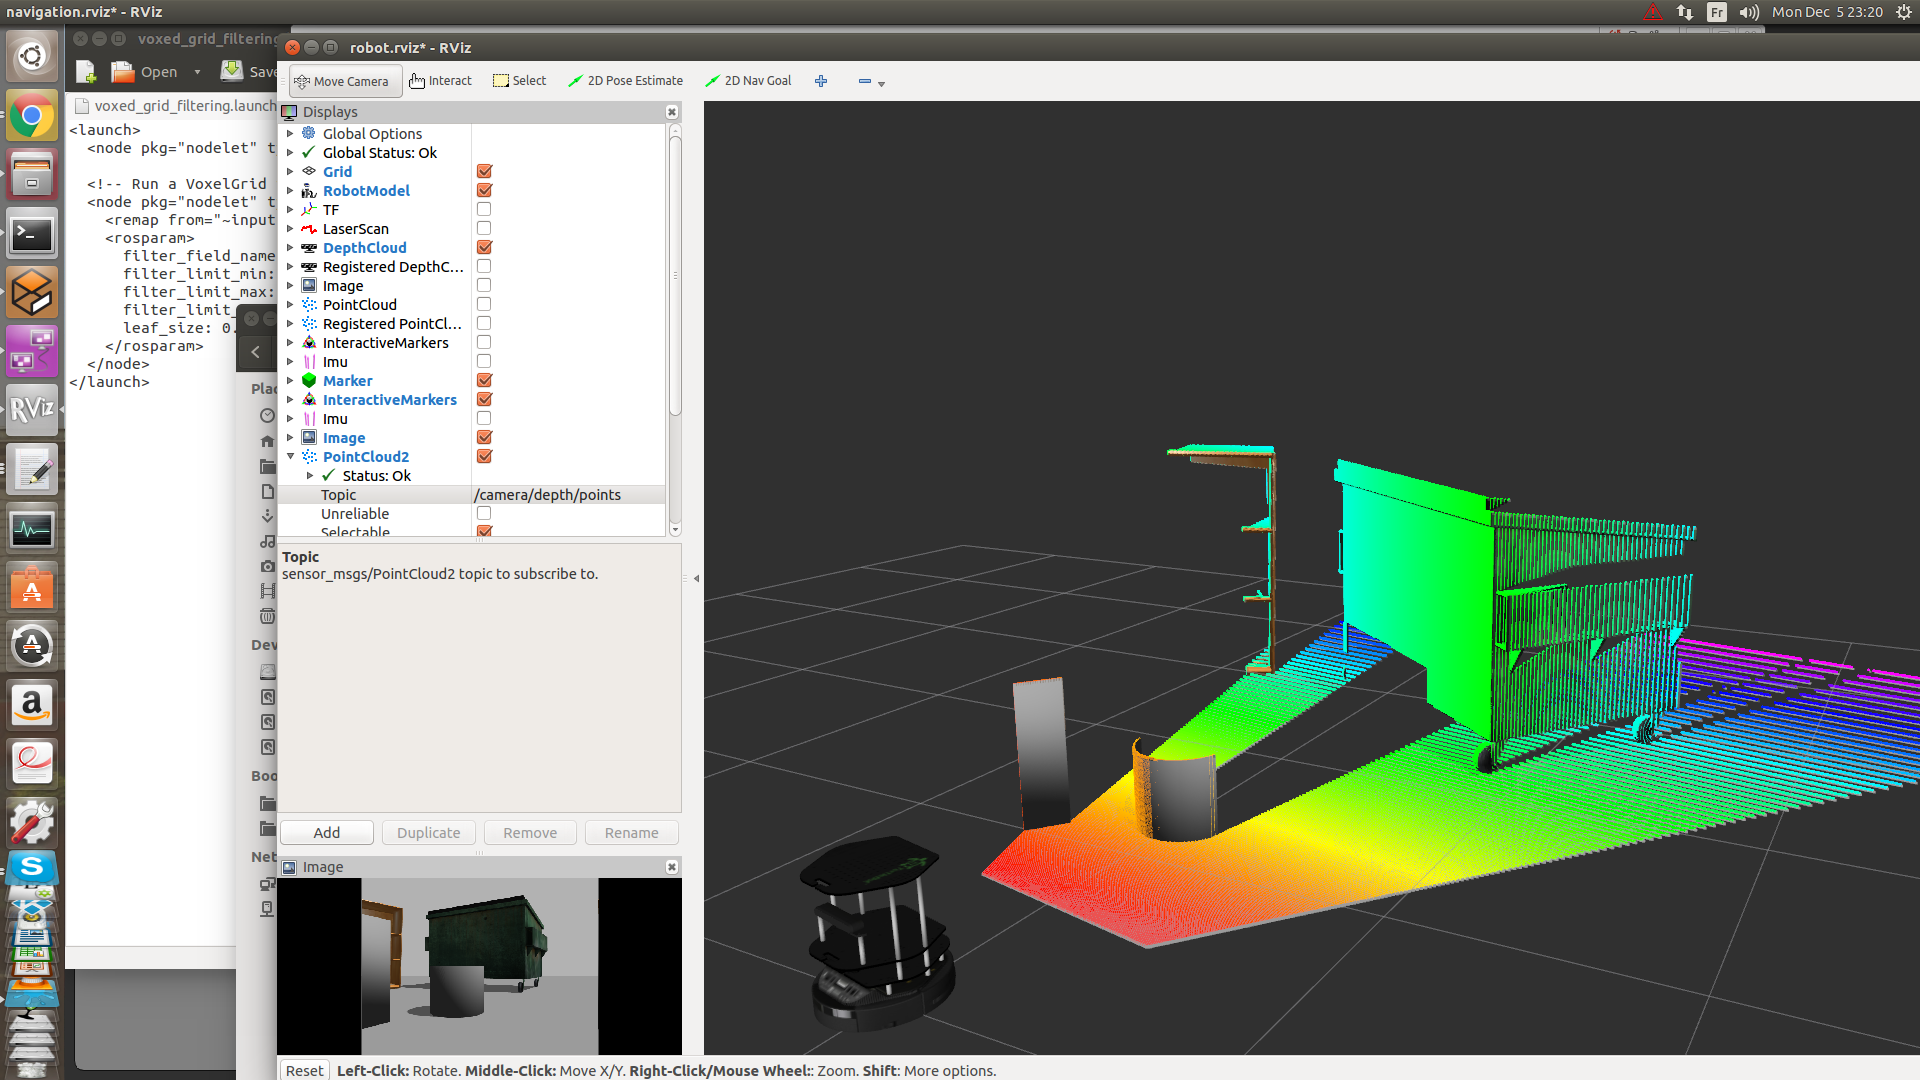 navigation.rviz* - RViz
Fr
Mon Dec 5 23:20
voxed_grid_filtering
Open
Save
voxed_grid_filtering.launch
<launch>
<node pkg="nodelet" t
<!-- Run a VoxelGrid
<node pkg="nodelet" t
<remap from="~input
<rosparam>
filter_field_name
filter_limit_min:
filter_limit_max:
filter_limit_
leaf_size: 0.
</rosparam>
</node>
</launch>
Plac
Dev
Boo
Net
RViz
robot.rviz* - RViz
Move Camera
Interact
Select
2D Pose Estimate
2D Nav Goal
Displays
Global Options
Global Status: Ok
Grid
RobotModel
TF
LaserScan
DepthCloud
Registered DepthC...
Image
PointCloud
Registered PointCl...
InteractiveMarkers
Imu
Marker
InteractiveMarkers
Imu
Image
PointCloud2
Status: Ok
Topic /camera/depth/points
Unreliable
Selectable
Topic
sensor_msgs/PointCloud2 topic to subscribe to.
Add
Duplicate
Remove
Rename
Image
Reset
Left-Click: Rotate. Middle-Click: Move X/Y. Right-Click/Mouse Wheel:: Zoom. Shift: More options.